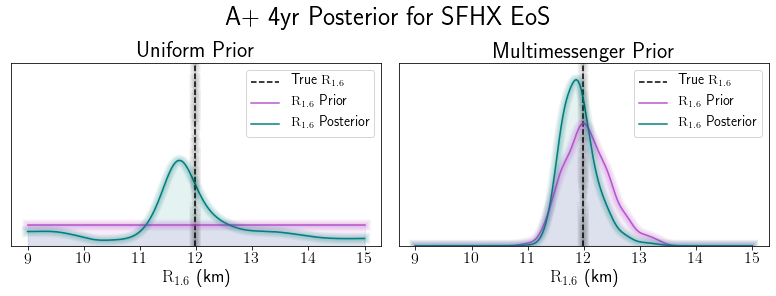 A+ 4yr Posterior for SFHX EoS
Uniform Prior
True R1.6
R1.6 Prior
R1.6 Posterior
9 10 11 12 13 14 15
R1.6 (km)
Multimessenger Prior
True R1.6
R1.6 Prior
R1.6 Posterior
9 10 11 12 13 14 15
R1.6 (km)